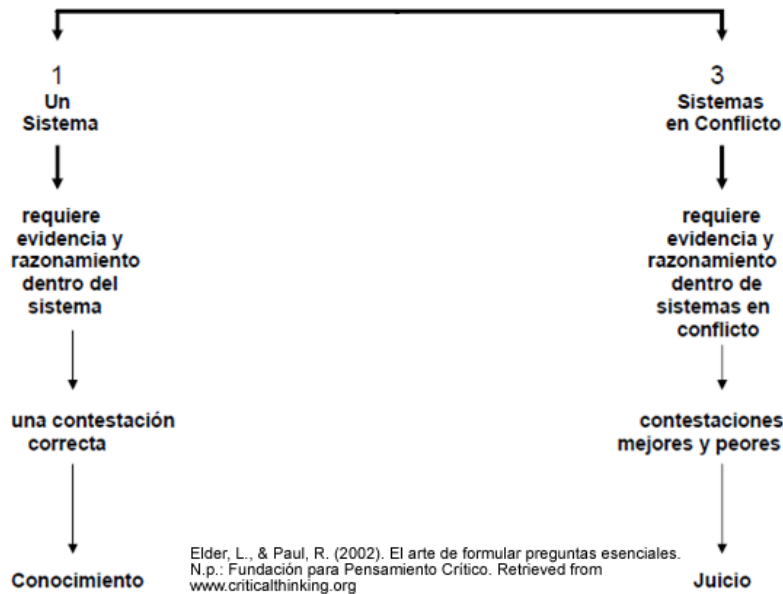 1
Un
Sistema
requiere
evidencia y
razonamiento
dentro del
sistema
una contestación
correcta
Conocimiento
3
Sistemas
en Conflicto
requiere
evidencia y
razonamiento
dentro de
sistemas en
conflicto
contestaciones
mejores y peores
Juicio
Elder, L., & Paul, R. (2002). El arte de formular preguntas esenciales.
N.p.: Fundación para Pensamiento Crítico. Retrieved from
www.criticalthinking.org